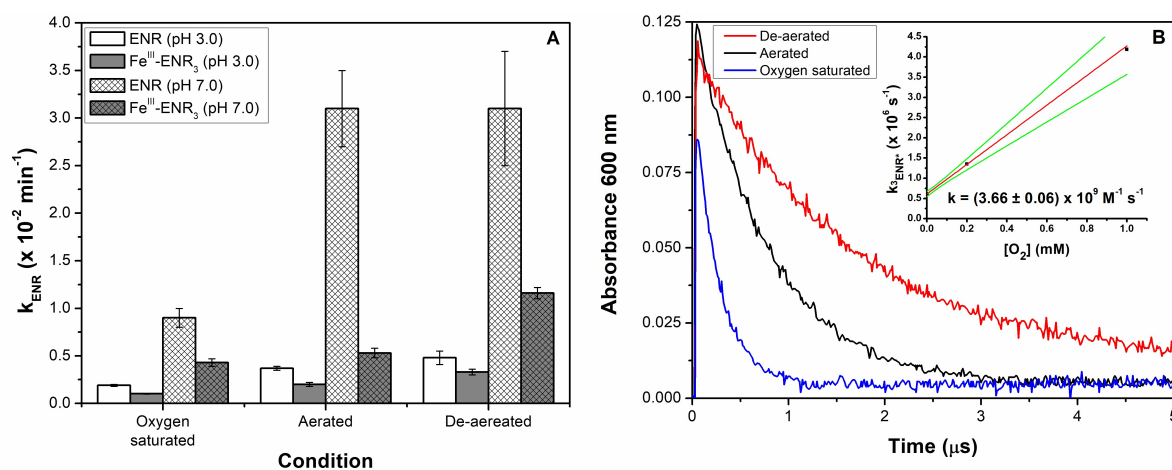 A
ENR (pH 3.0)
Fe^III-ENR_3 (pH 3.0)
ENR (pH 7.0)
Fe^III-ENR_3 (pH 7.0)
k_ENR (x 10^-2 min^-1)
4.0
3.5
3.0
2.5
2.0
1.5
1.0
0.5
0.0
Oxygen saturated
Aerated
De-aereated
Condition
B
De-aerated
Aerated
Oxygen saturated
Absorbance 600 nm
0.125
0.100
0.075
0.050
0.025
0.000
0
1
2
3
4
5
Time (μs)
k_3ENR* (x 10^6 s^-1)
4.5
4.0
3.5
3.0
2.5
2.0
1.5
1.0
0.5
0.0
k = (3.66 ± 0.06) x 10^9 M^-1 s^-1
0.0
0.2
0.4
0.6
0.8
1.0
[O_2] (mM)